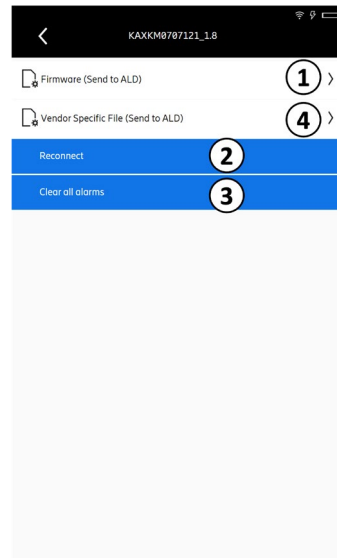 KAXKM0707121_1.8
Firmware (Send to ALD) 1
Vendor Specific File (Send to ALD) 4
Reconnect 2
Clear all alarms 3